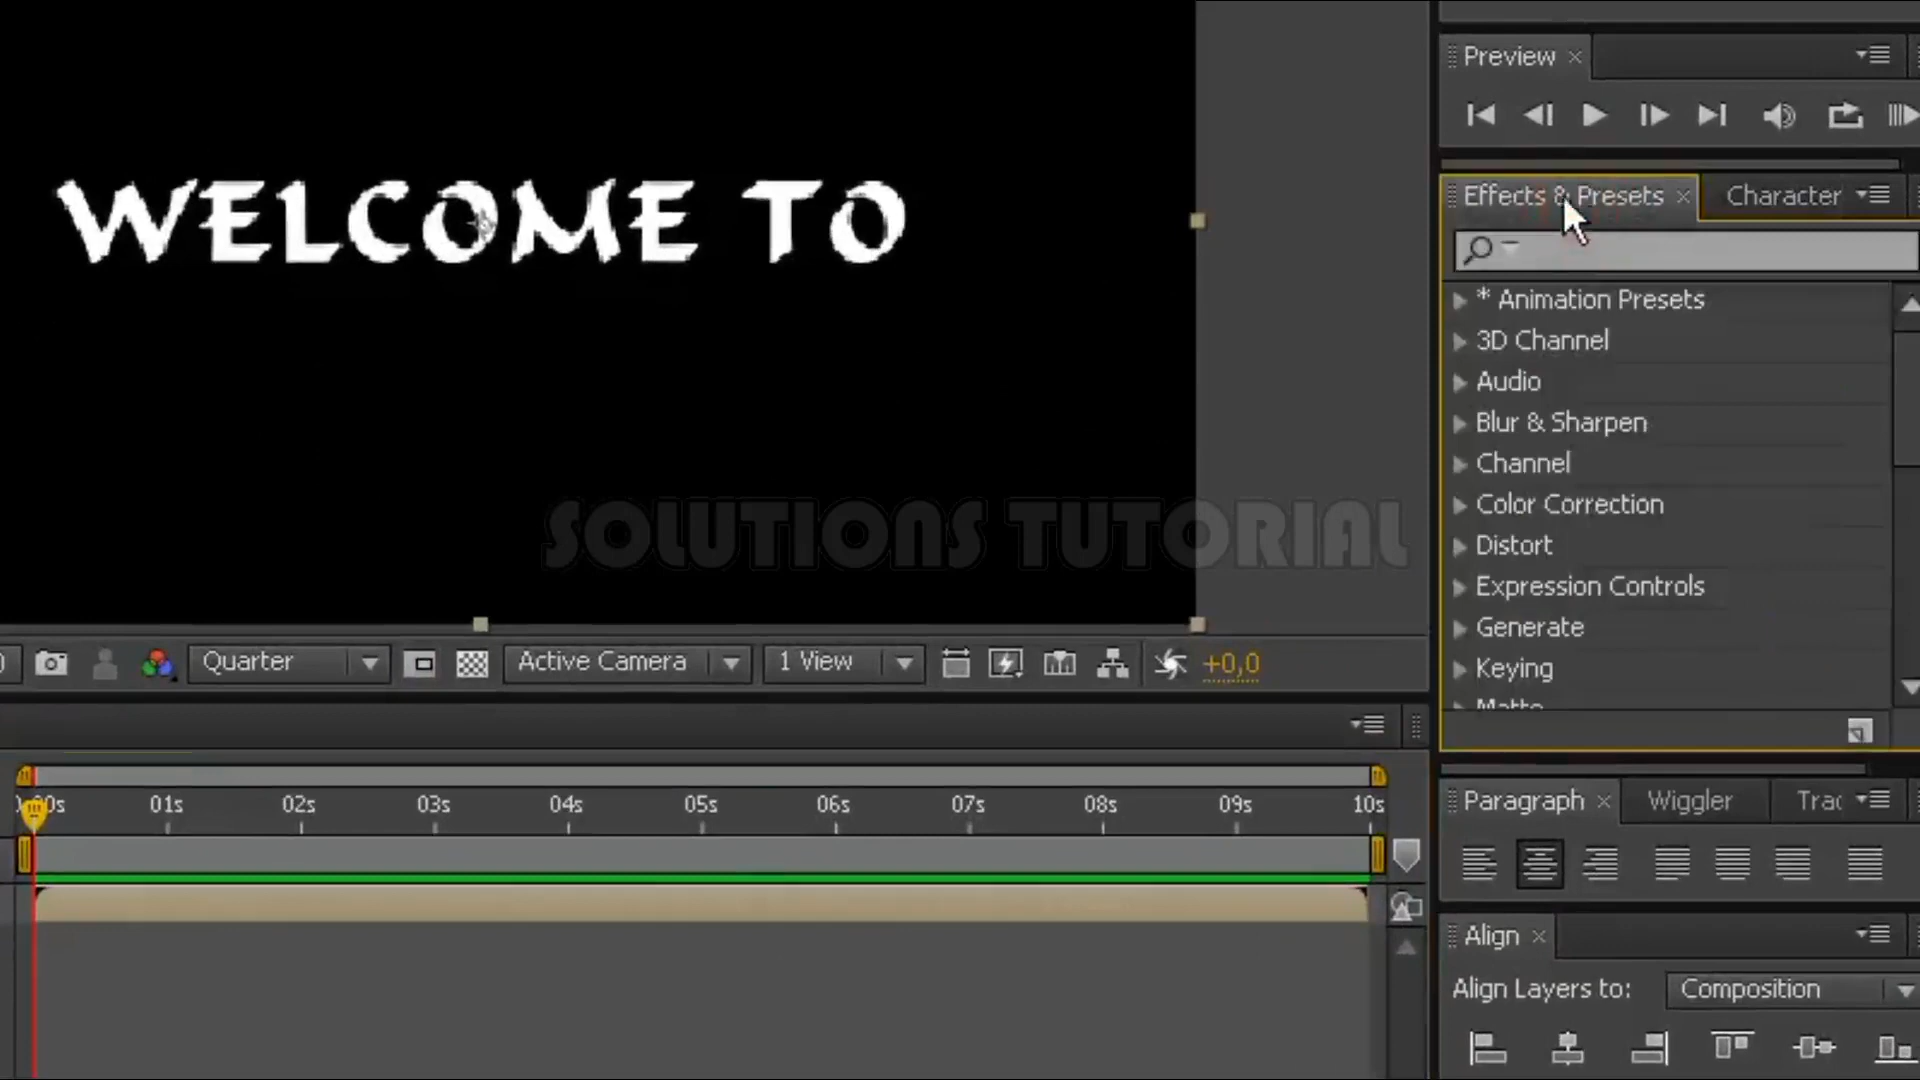 Preview
Effects & Presets
Character
WELCOME TO
* Animation Presets
3D Channel
Audio
Blur & Sharpen
Channel
Color Correction
Distort
Expression Controls
Generate
Keying
Matte
SOLUTIONS TUTORIAL
Quarter
Active Camera
1 View
+0,0
01s 02s 03s 04s 05s 06s 07s 08s 09s 10s
Paragraph
Wiggler
Align
Align Layers to:
Composition